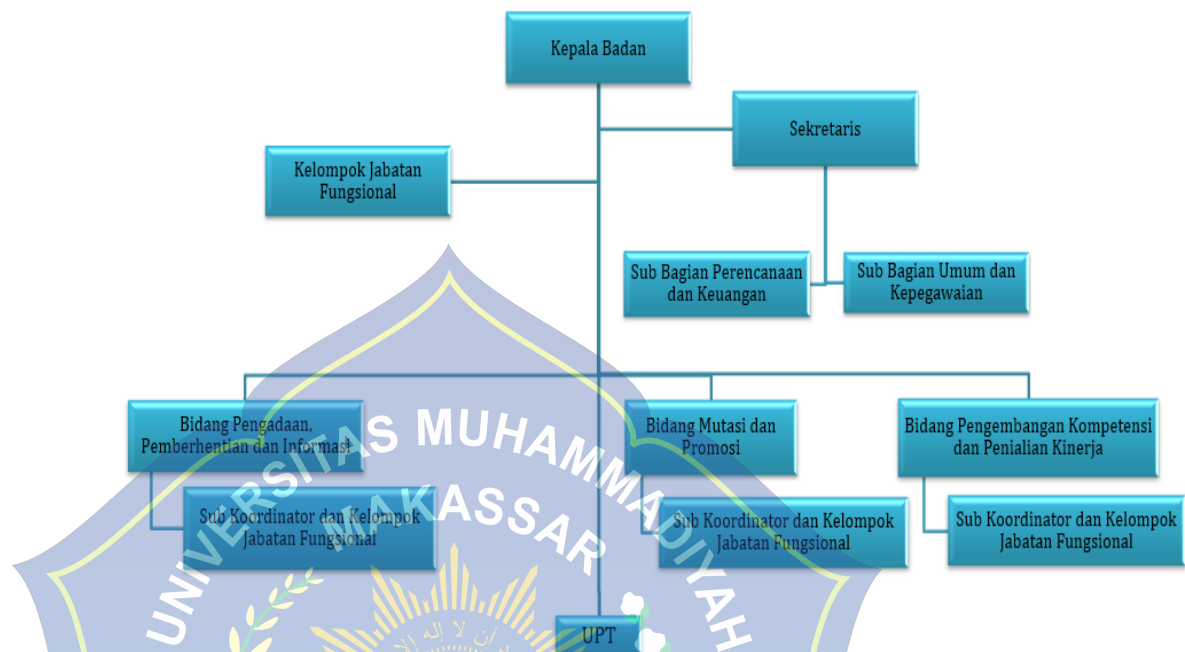 Kepala Badan
Sekretaris
Kelompok Jabatan
Fungsional
Sub Bagian Perencanaan
dan Keuangan
Sub Bagian Umum dan
Kepegawaian
Bidang Pengadaan,
Pemberhentian dan Informasi
Bidang Mutasi dan
Promosi
Bidang Pengembangan Kompetensi
dan Penialian Kinerja
Sub Koordinator dan Kelompok
Jabatan Fungsional
Sub Koordinator dan Kelompok
Jabatan Fungsional
Sub Koordinator dan Kelompok
Jabatan Fungsional
UPT
UNIVERSITAS MUHAMMADIYAH
MAKASSAR